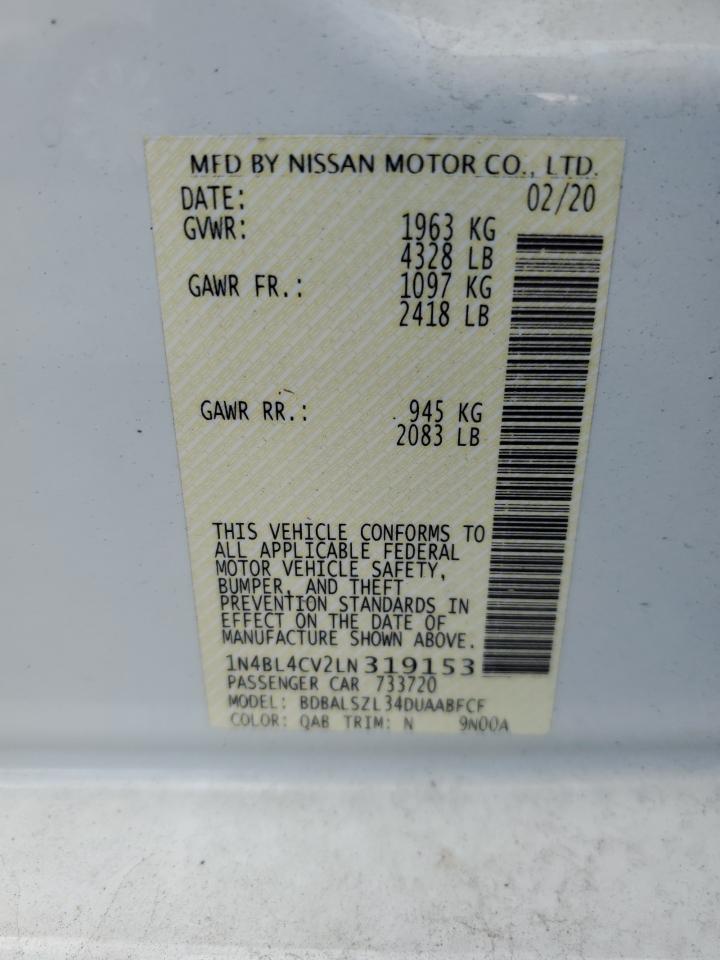 MFD BY NISSAN MOTOR CO., LTD.
DATE: 02/20
GVWR: 1963 KG
4328 LB
GAWR FR.: 1097 KG
2418 LB
GAWR RR.: 945 KG
2083 LB
THIS VEHICLE CONFORMS TO
ALL APPLICABLE FEDERAL
MOTOR VEHICLE SAFETY,
BUMPER, AND THEFT
PREVENTION STANDARDS IN
EFFECT ON THE DATE OF
MANUFACTURE SHOWN ABOVE.
1N4BL4CV2LN319153
PASSENGER CAR 733720
MODEL: BDBALSZL34DUAABFCF
COLOR: QAB TRIM: N 9N00A